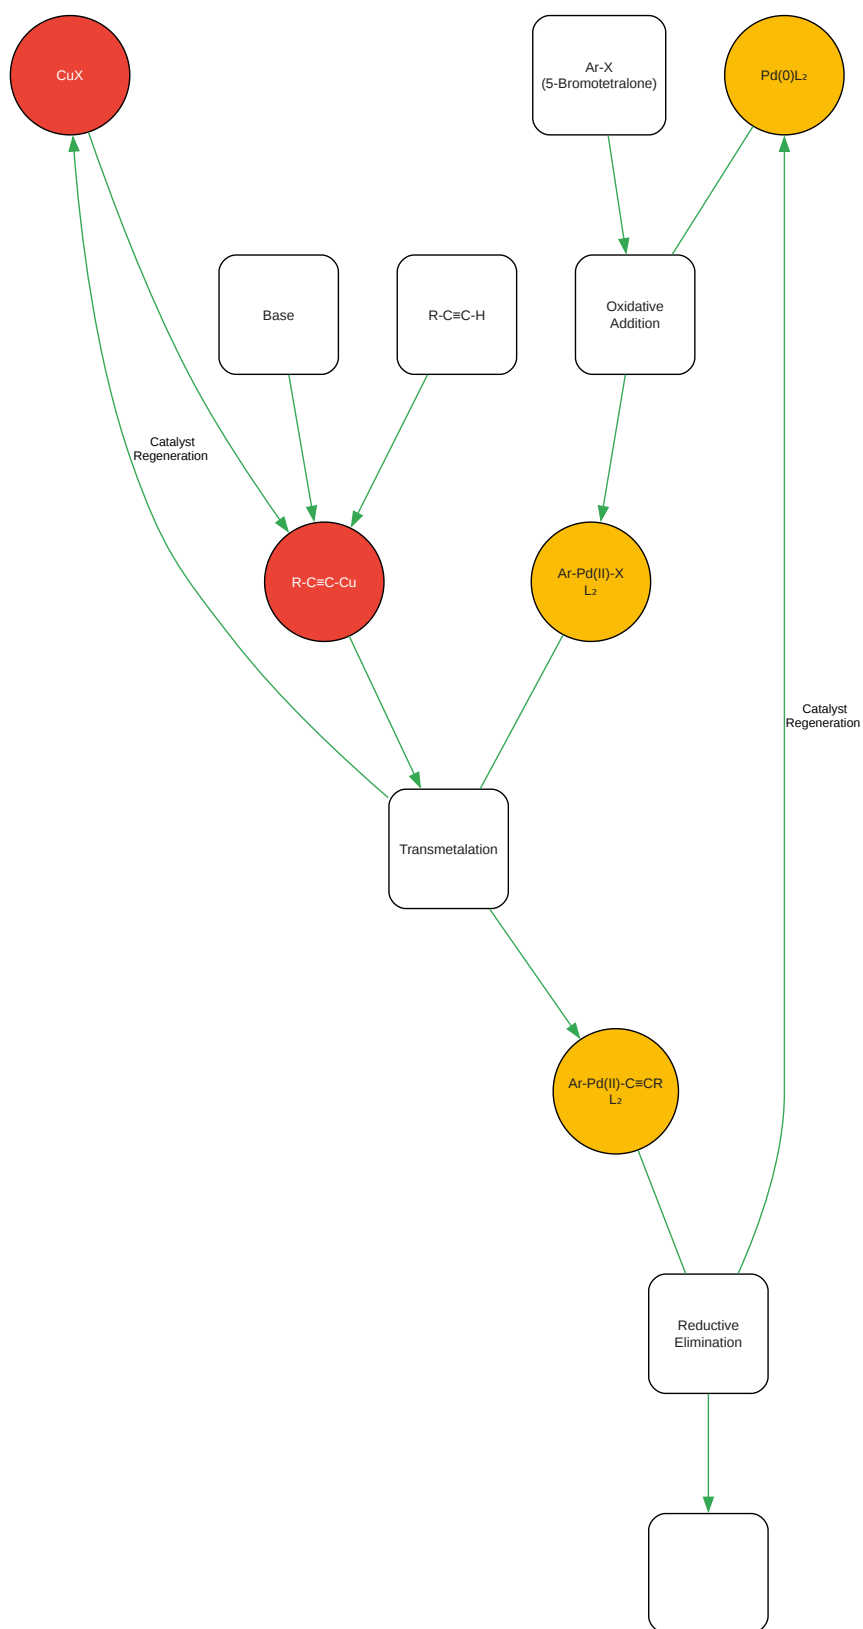 CuX
Ar-X
(5-Bromotetralone)
Pd(0)L₂
Base
R-C≡C-H
Oxidative
Addition
Catalyst
Regeneration
R-C≡C-Cu
Ar-Pd(II)-X
L₂
Catalyst
Regeneration
Transmetalation
Ar-Pd(II)-C≡CR
L₂
Reductive
Elimination